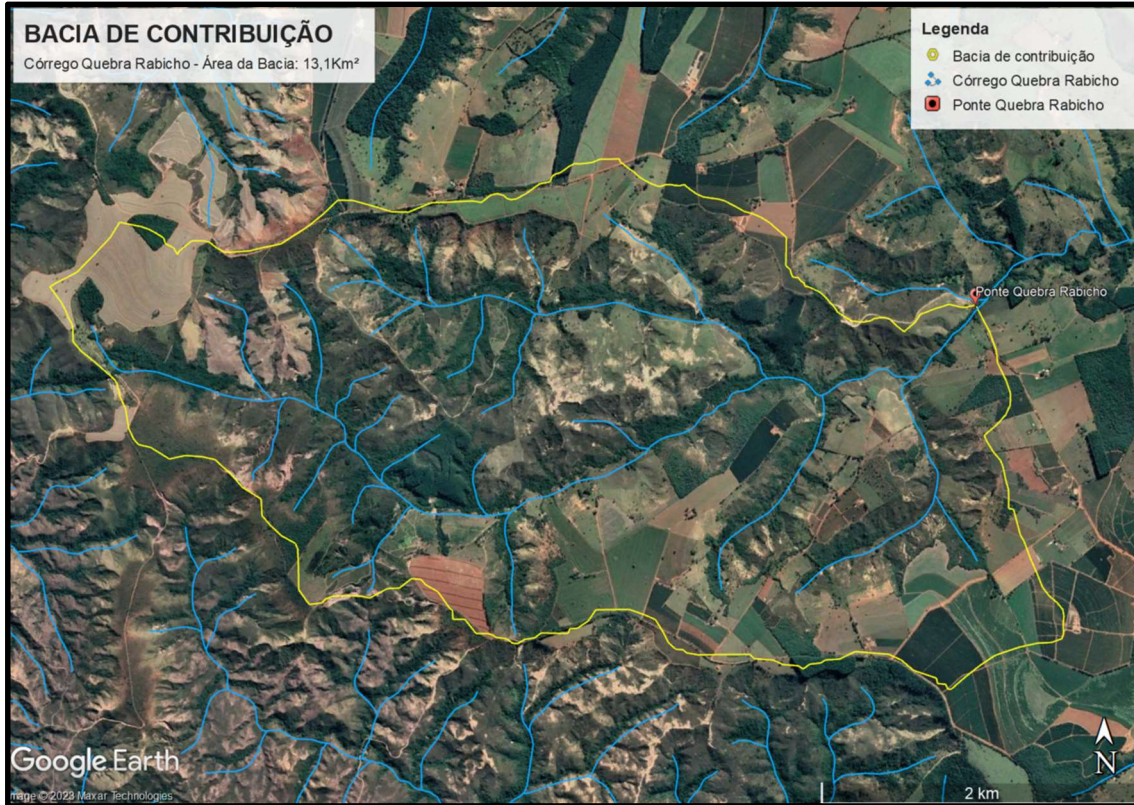 BACIA DE CONTRIBUIÇÃO
Córrego Quebra Rabicho - Área da Bacia: 13,1Km²
Legenda
Bacia de contribuição
Córrego Quebra Rabicho
Ponte Quebra Rabicho
Ponte Quebra Rabicho
Google Earth
mage © 2023 Maxar Technologies
N
2 km